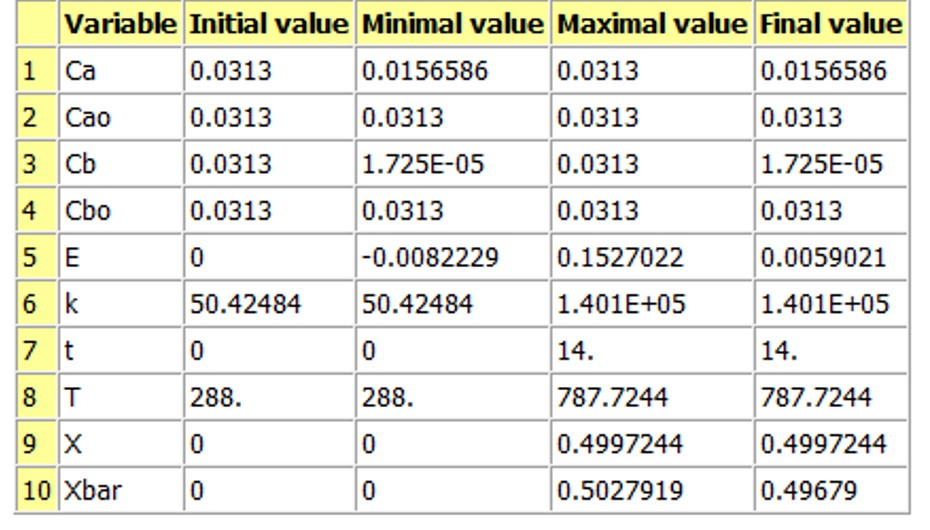 Variable Initial value Minimal value Maximal value Final value
1 Ca 0.0313 0.0156586 0.0313 0.0156586
2 Cao 0.0313 0.0313 0.0313 0.0313
3 Cb 0.0313 1.725E-05 0.0313 1.725E-05
4 Cbo 0.0313 0.0313 0.0313 0.0313
5 E 0 -0.0082229 0.1527022 0.0059021
6 k 50.42484 50.42484 1.401E+05 1.401E+05
7 t 0 0 14. 14.
8 T 288. 288. 787.7244 787.7244
9 X 0 0 0.4997244 0.4997244
10 Xbar 0 0 0.5027919 0.49679